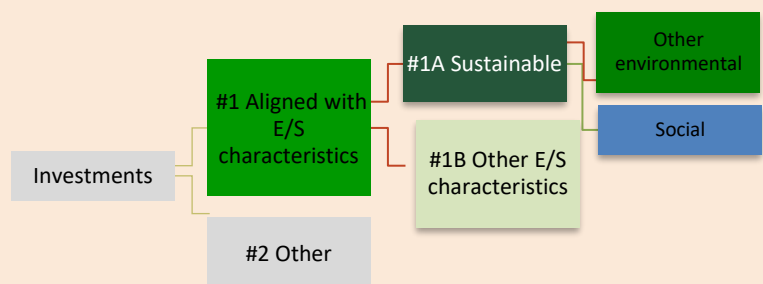 Investments
#1 Aligned with
E/S
characteristics
#2 Other
#1A Sustainable
#1B Other E/S
characteristics
Other
environmental
Social